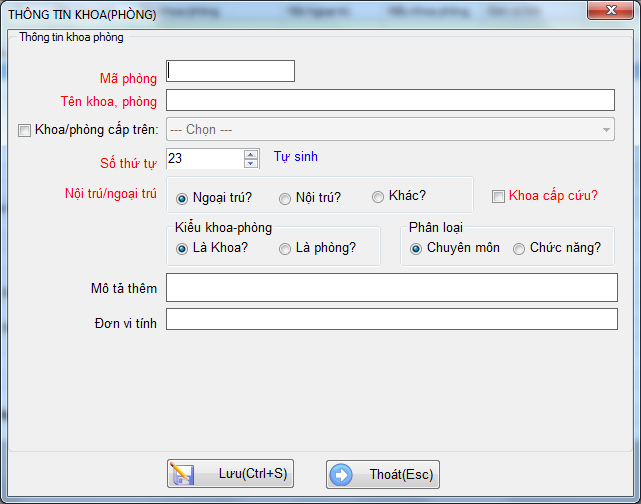 THÔNG TIN KHOA(PHÒNG)
Thông tin khoa phòng
Mã phòng
Tên khoa, phòng
Khoa/phòng cấp trên: --- Chọn ---
Số thứ tự 23 Tự sinh
Nội trú/ngoại trú Ngoại trú? Nội trú? Khác? Khoa cấp cứu?
Kiểu khoa-phòng Phân loại
Là Khoa? Là phòng? Chuyên môn Chức năng?
Mô tả thêm
Đơn vi tính
Lưu(Ctrl+S) Thoát(Esc)